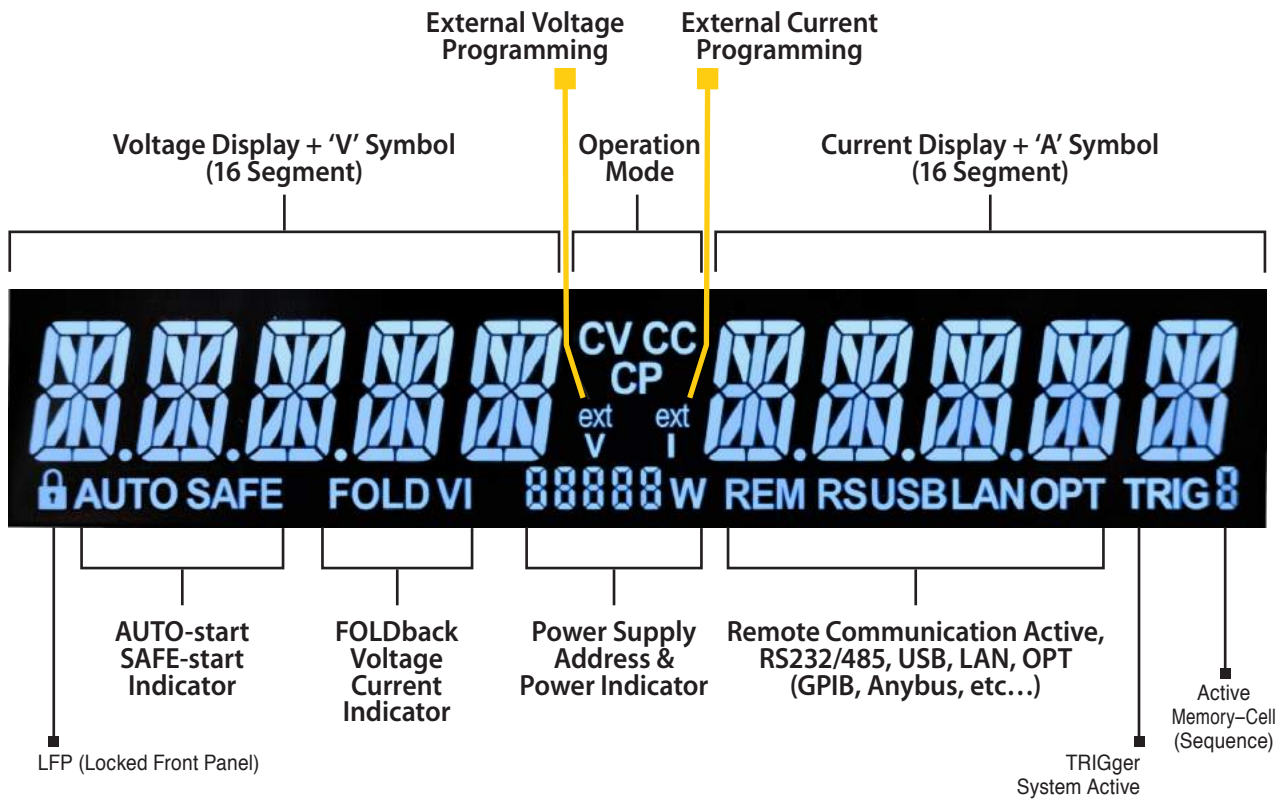 External Voltage
Programming
External Current
Programming
Voltage Display + ‘V’ Symbol
(16 Segment)
Operation
Mode
Current Display + ‘A’ Symbol
(16 Segment)
CV CC
CP
ext ext
V I
AUTO SAFE FOLD VI 88888 W REM RS USB LAN OPT TRIG 8
AUTO-start
SAFE-start
Indicator
FOLDback
Voltage
Current
Indicator
Power Supply
Address &
Power Indicator
Remote Communication Active,
RS232/485, USB, LAN, OPT
(GPIB, Anybus, etc…)
Active
Memory–Cell
(Sequence)
LFP (Locked Front Panel)
TRIGger
System Active